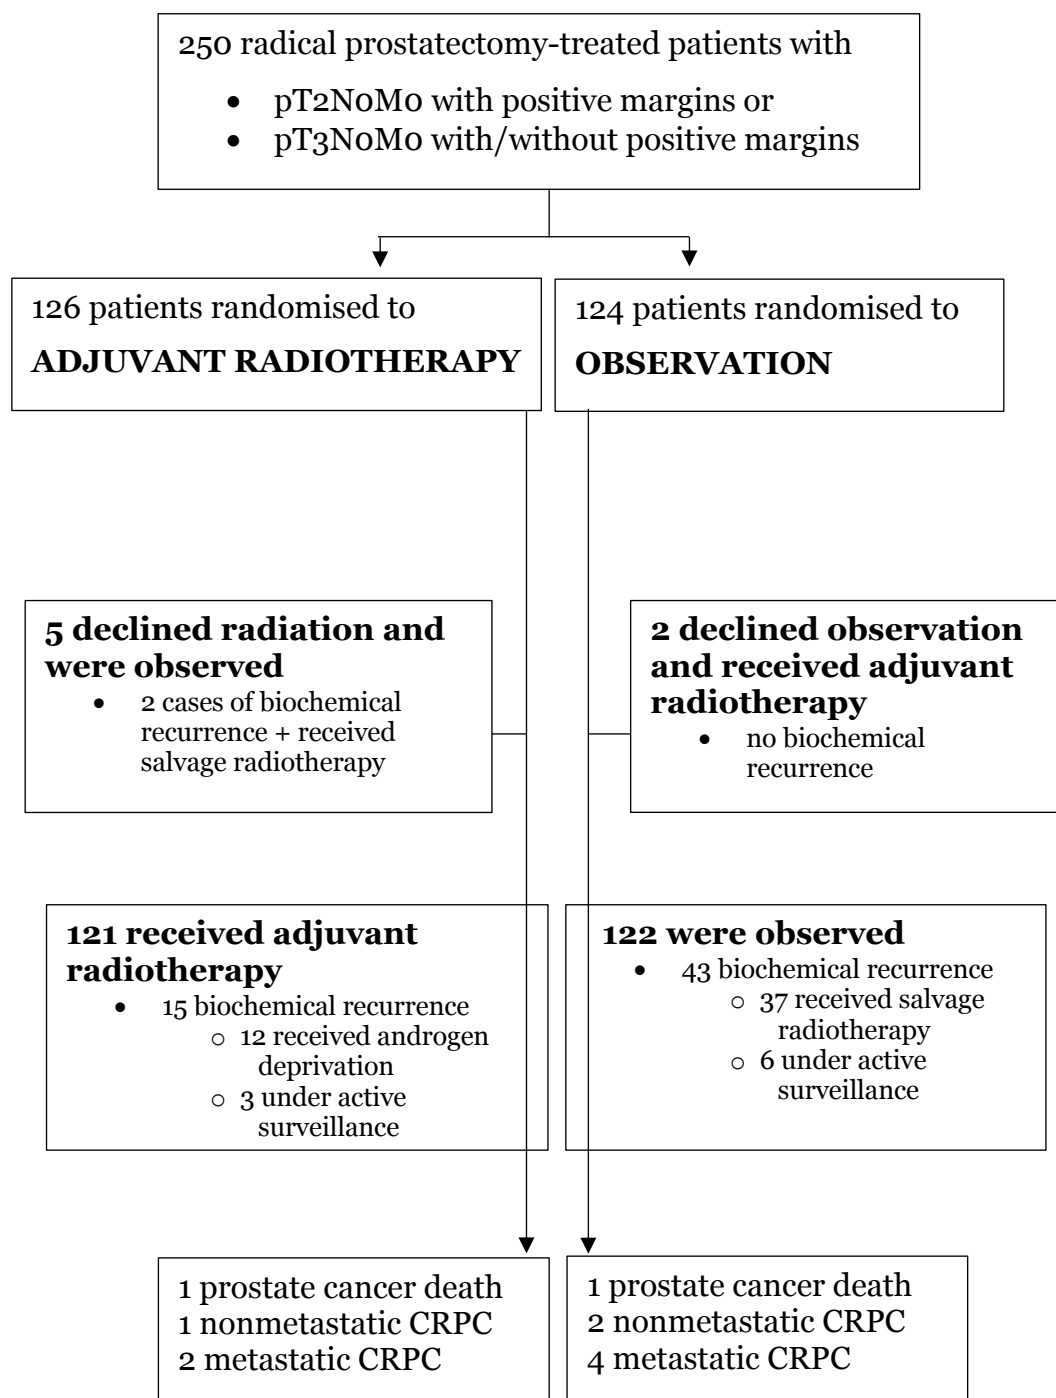 250 radical prostatectomy-treated patients with
• pT2N0M0 with positive margins or
• pT3N0M0 with/without positive margins
126 patients randomised to
ADJUVANT RADIOTHERAPY
124 patients randomised to
OBSERVATION
5 declined radiation and
were observed
• 2 cases of biochemical
recurrence + received
salvage radiotherapy
2 declined observation
and received adjuvant
radiotherapy
• no biochemical
recurrence
121 received adjuvant
radiotherapy
• 15 biochemical recurrence
o 12 received androgen
deprivation
o 3 under active
surveillance
122 were observed
• 43 biochemical recurrence
o 37 received salvage
radiotherapy
o 6 under active
surveillance
1 prostate cancer death
1 nonmetastatic CRPC
2 metastatic CRPC
1 prostate cancer death
2 nonmetastatic CRPC
4 metastatic CRPC